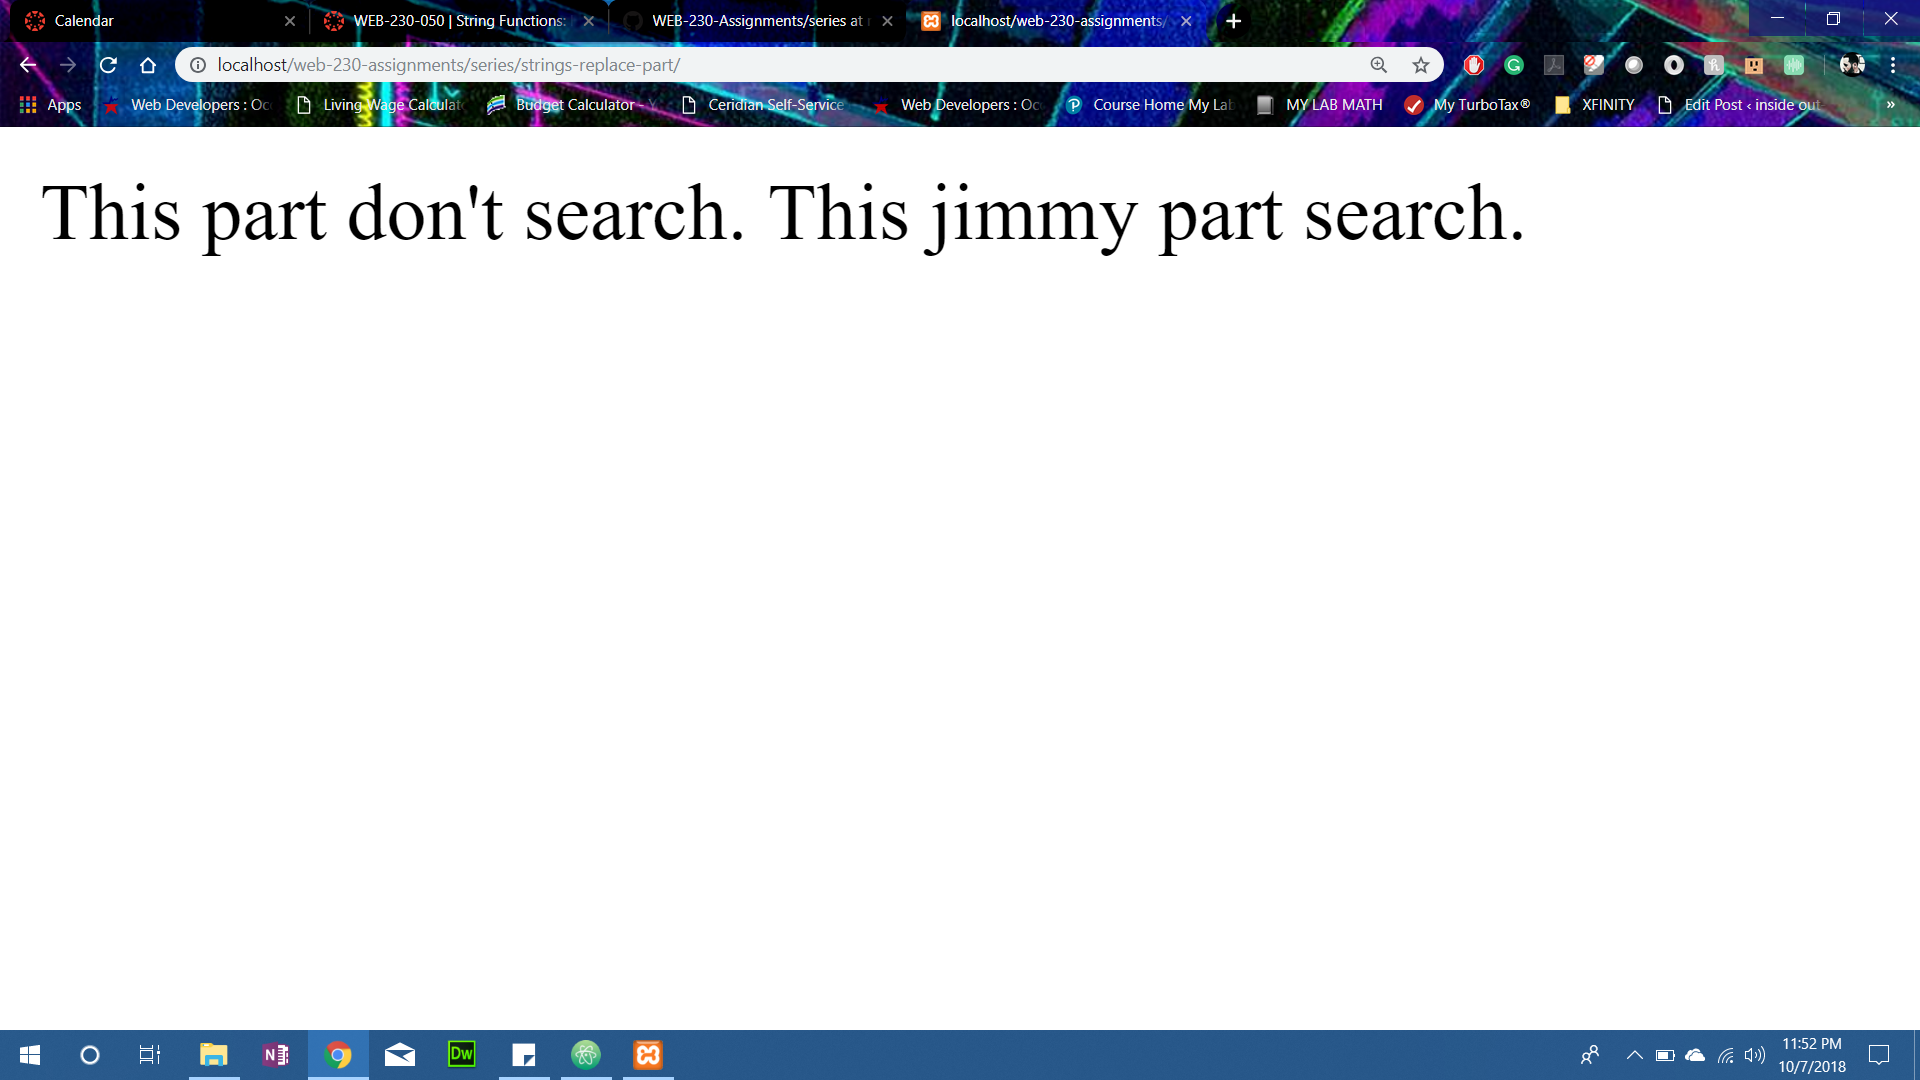 Calendar
WEB-230-050 | String Functions:
WEB-230-Assignments/series at
localhost/web-230-assignments/
localhost/web-230-assignments/series/strings-replace-part/
Apps Web Developers : Oc Living Wage Calculat Budget Calculator - Y Ceridian Self-Service Web Developers : Oc Course Home My Lab MY LAB MATH My TurboTax® XFINITY Edit Post ‹ inside out »
This part don't search. This jimmy part search.
N Dw
11:52 PM
10/7/2018